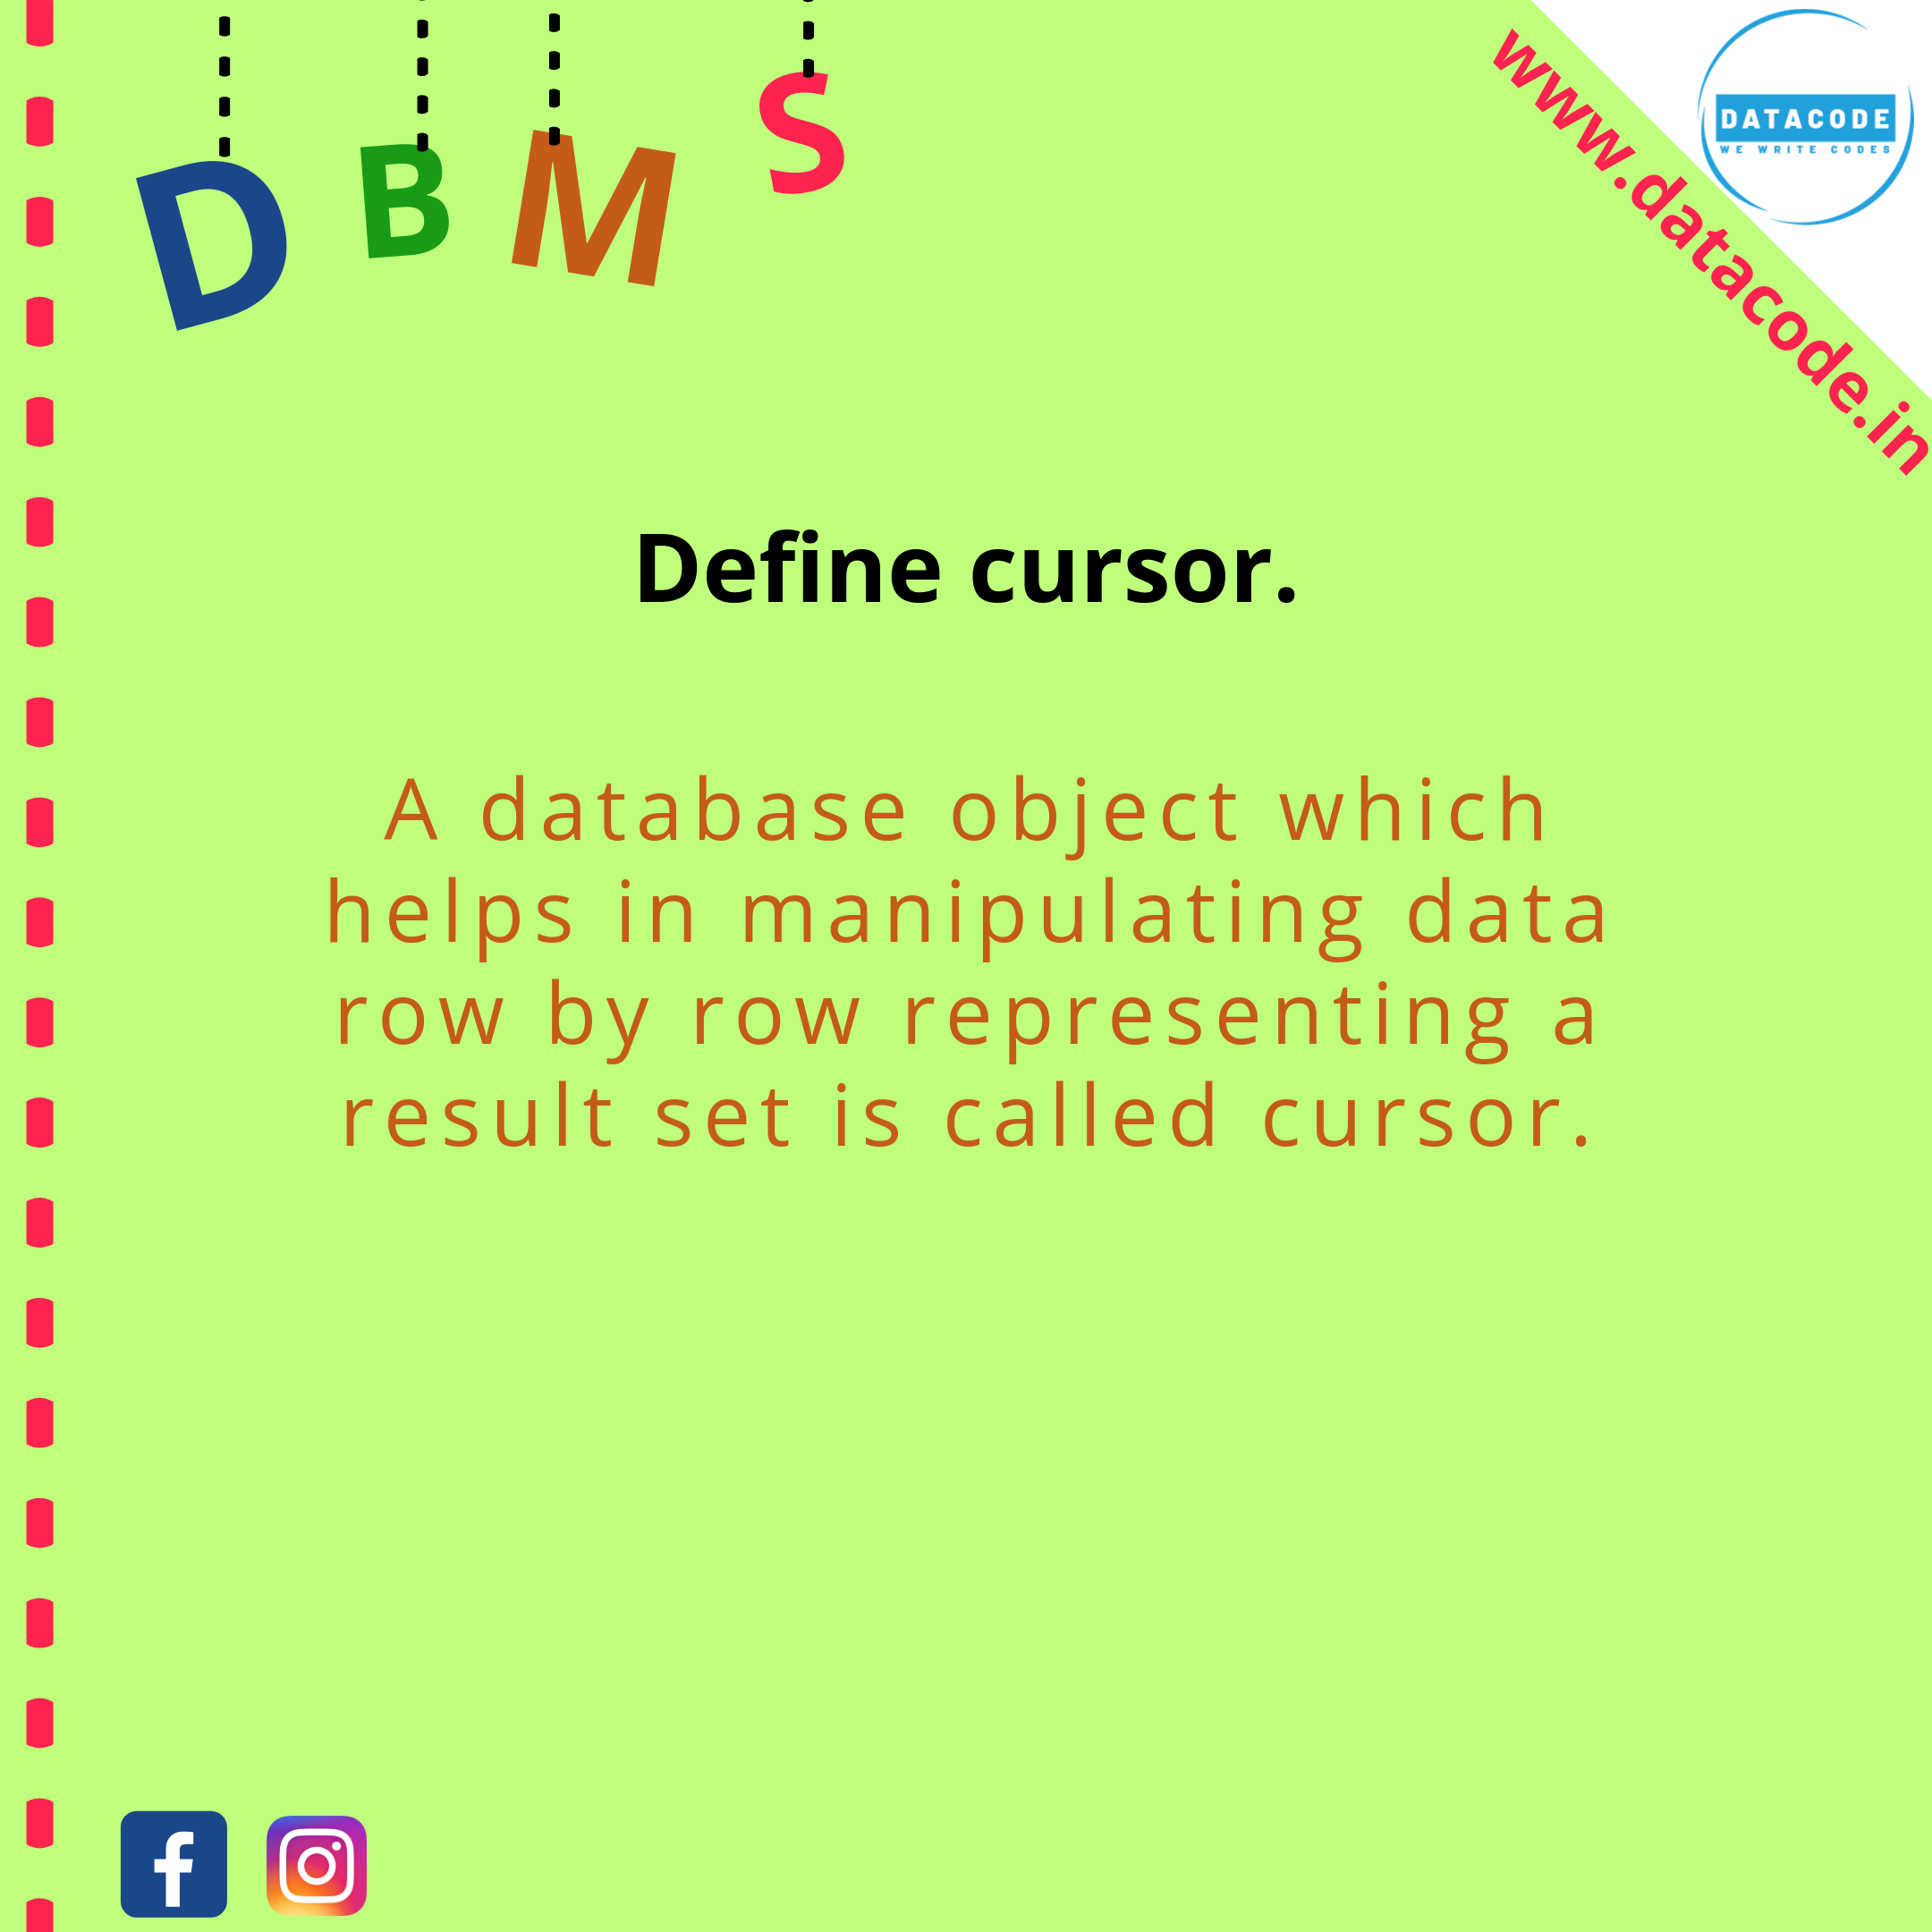 D B M S
DATACODE
WE WRITE CODES
www.datacode.in
Define cursor.
A database object which
helps in manipulating data
row by row representing a
result set is called cursor.
f